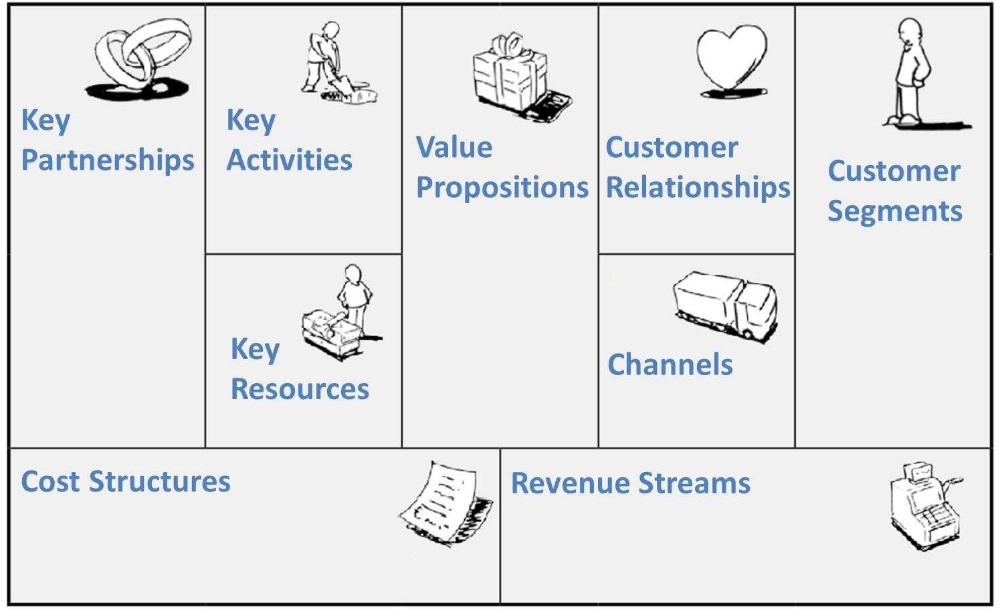 Key
Partnerships
Key
Activities
Key
Resources
Value
Propositions
Customer
Relationships
Channels
Customer
Segments
Cost Structures
Revenue Streams